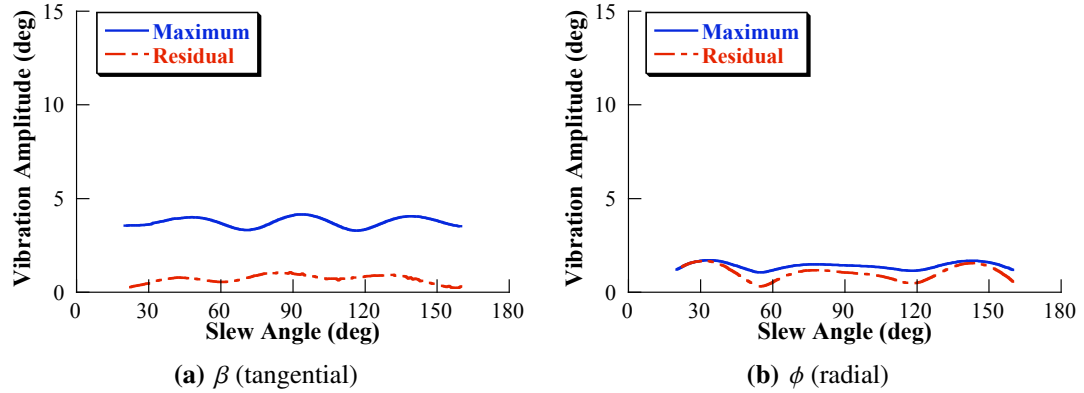 Vibration Amplitude (deg)
15
10
5
0
Maximum
Residual
0 30 60 90 120 150 180
Slew Angle (deg)
(a) β (tangential)
Vibration Amplitude (deg)
15
10
5
0
Maximum
Residual
0 30 60 90 120 150 180
Slew Angle (deg)
(b) ϕ (radial)